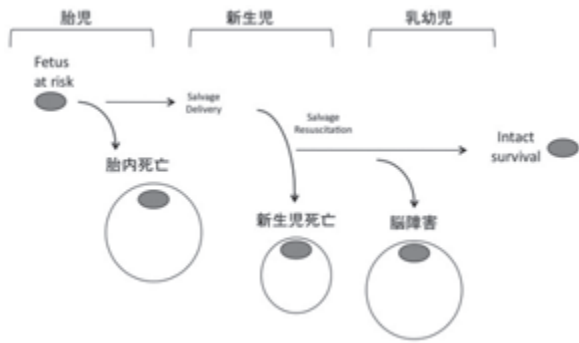 胎児
新生児
乳幼児
Fetus
at risk
Salvage
Delivery
Salvage
Resuscitation
Intact
survival
胎内死亡
新生児死亡
脳障害